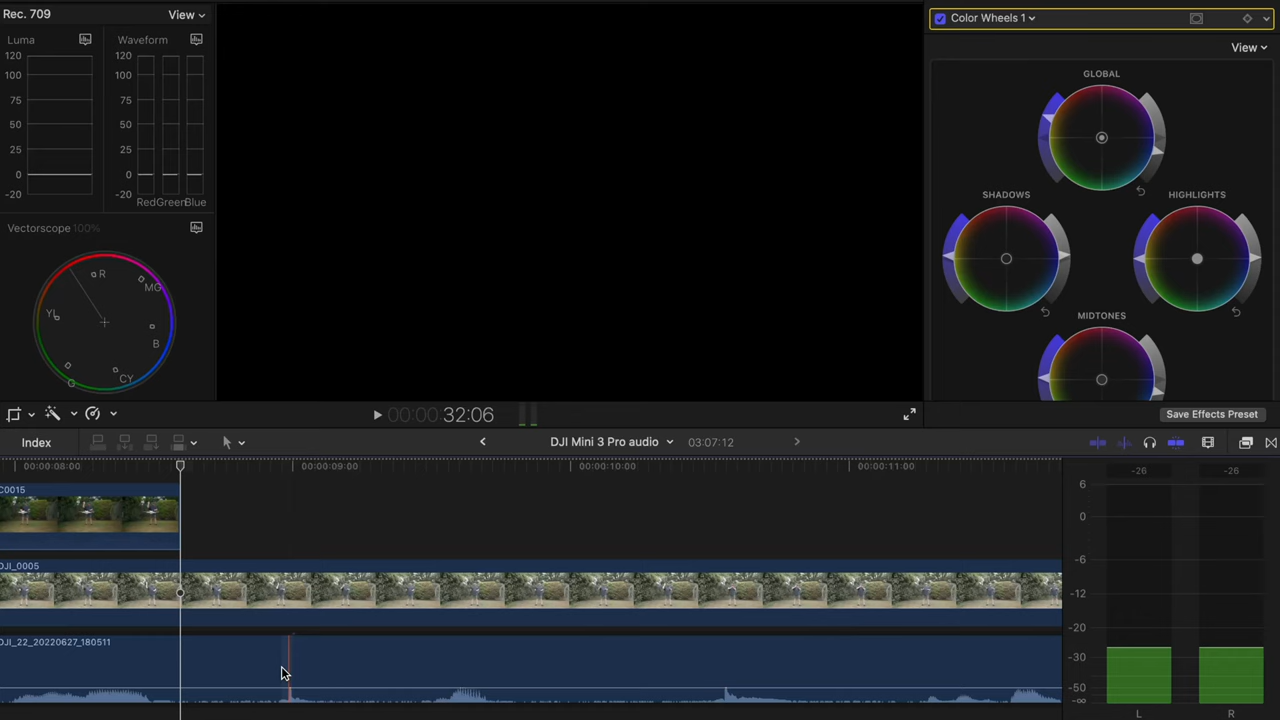 Rec. 709 View
Luma Waveform
120 120
100 100
75 75
50 50
25 25
0 0
-20 -20
Red Green Blue
Vectorscope 100%
R
MG
YL
B
G
CY
Color Wheels 1
View
GLOBAL
SHADOWS
HIGHLIGHTS
MIDTONES
Save Effects Preset
00:00:00:32:06
Index
DJI Mini 3 Pro audio 03:07:12
00:00:08:00 00:00:09:00 00:00:10:00 00:00:11:00
C0015
DJI_0005
DJI_22_20220627_180511
-26 -26
6
0
-6
-12
-20
-30
-50
-∞
L R